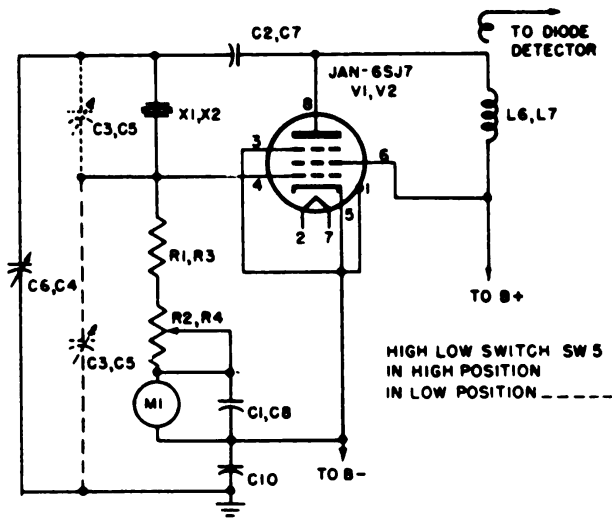 C2,C7
TO DIODE
DETECTOR
JAN-6SJ7
V1,V2
8
C3,C5
X1,X2
L6,L7
3
6
4
1
5
2
7
R1,R3
C6,C4
TO B+
R2,R4
C3,C5
HIGH LOW SWITCH SW 5
IN HIGH POSITION
IN LOW POSITION
M1
C1,C8
C10
TO B-